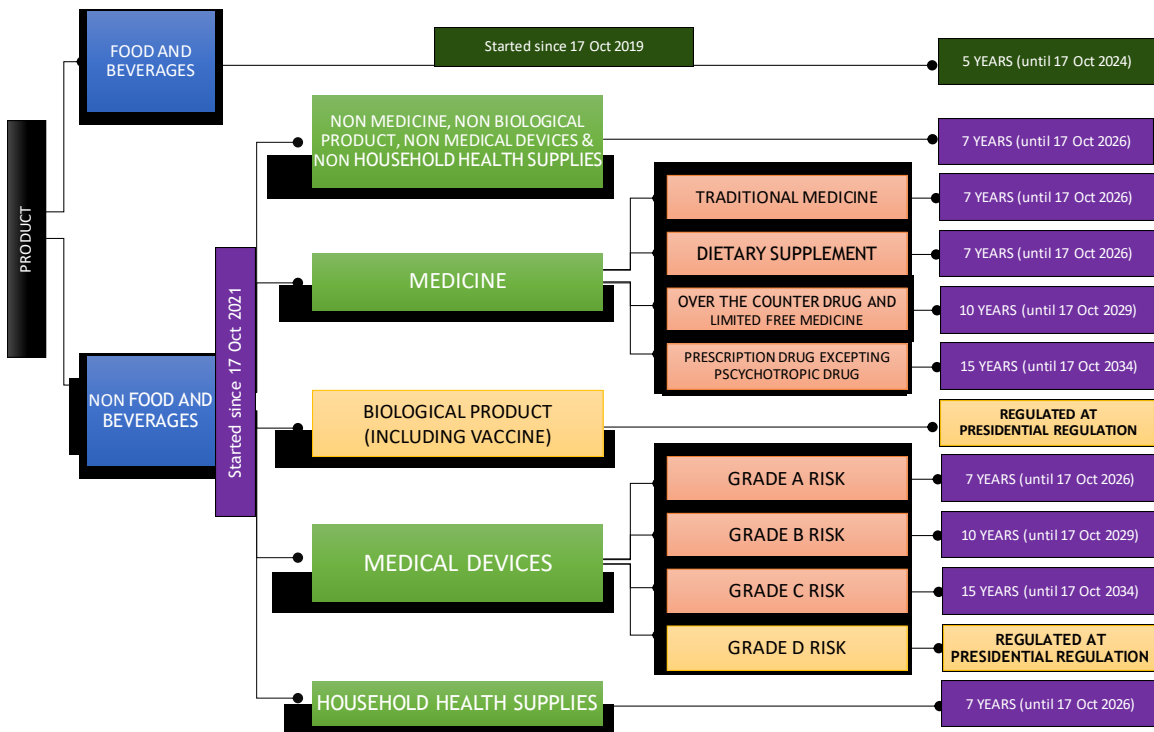 PRODUCT
FOOD AND
BEVERAGES
Started since 17 Oct 2019
5 YEARS (until 17 Oct 2024)
NON FOOD AND
BEVERAGES
Started since 17 Oct 2021
NON MEDICINE, NON BIOLOGICAL
PRODUCT, NON MEDICAL DEVICES &
NON HOUSEHOLD HEALTH SUPPLIES
7 YEARS (until 17 Oct 2026)
MEDICINE
TRADITIONAL MEDICINE
7 YEARS (until 17 Oct 2026)
DIETARY SUPPLEMENT
7 YEARS (until 17 Oct 2026)
OVER THE COUNTER DRUG AND
LIMITED FREE MEDICINE
10 YEARS (until 17 Oct 2029)
PRESCRIPTION DRUG EXCEPTING
PSCYCHOTROPIC DRUG
15 YEARS (until 17 Oct 2034)
BIOLOGICAL PRODUCT
(INCLUDING VACCINE)
REGULATED AT
PRESIDENTIAL REGULATION
MEDICAL DEVICES
GRADE A RISK
7 YEARS (until 17 Oct 2026)
GRADE B RISK
10 YEARS (until 17 Oct 2029)
GRADE C RISK
15 YEARS (until 17 Oct 2034)
GRADE D RISK
REGULATED AT
PRESIDENTIAL REGULATION
HOUSEHOLD HEALTH SUPPLIES
7 YEARS (until 17 Oct 2026)